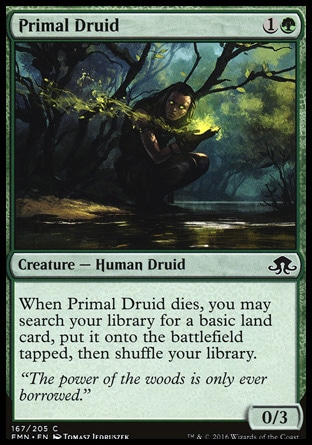 Primal Druid 1
Creature — Human Druid
When Primal Druid dies, you may
search your library for a basic land
card, put it onto the battlefield
tapped, then shuffle your library.
“The power of the woods is only ever
borrowed.”
0/3
167/205 C
EMN • EN Tomasz Jedruszek ™ & © 2016 Wizards of the Coast